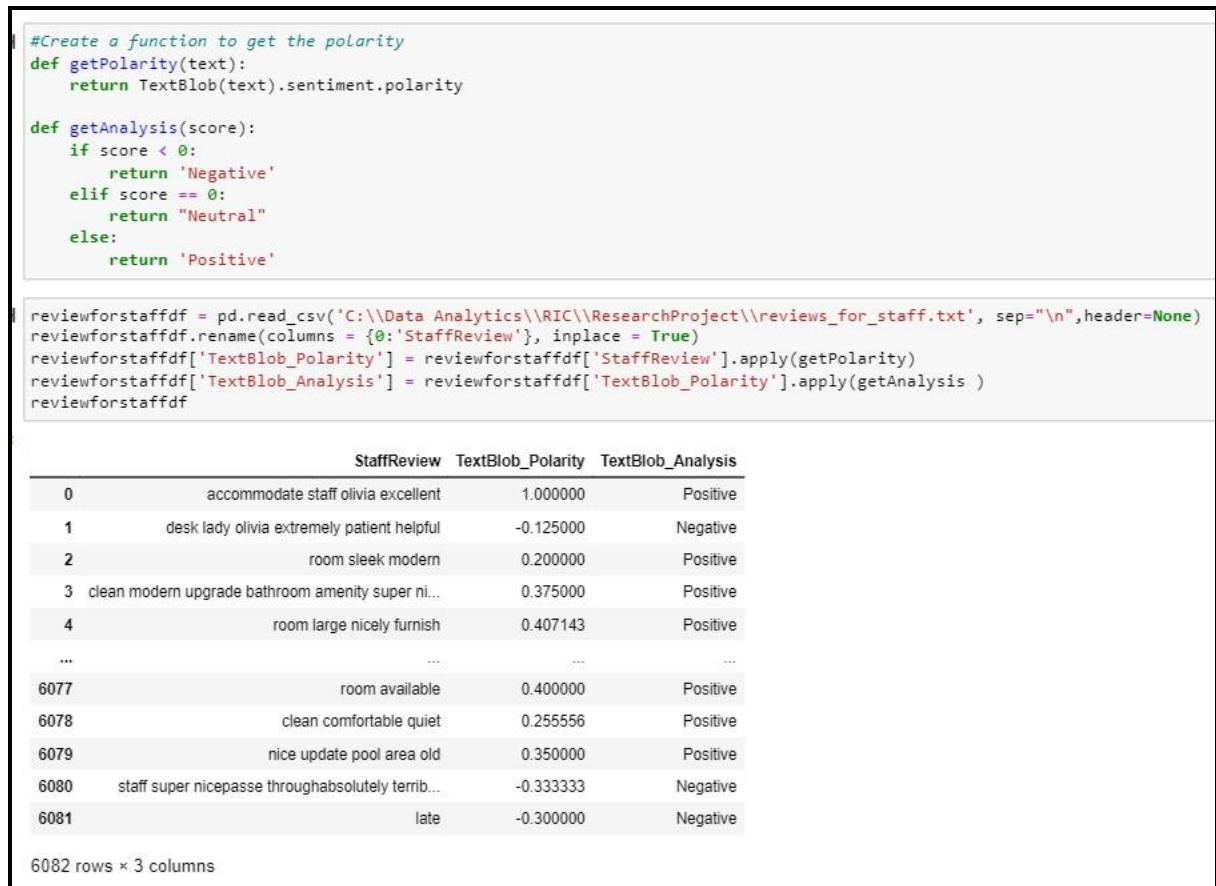 #Create a function to get the polarity
def getPolarity(text):
    return TextBlob(text).sentiment.polarity
def getAnalysis(score):
    if score < 0:
        return 'Negative'
    elif score == 0:
        return "Neutral"
    else:
        return 'Positive'
reviewforstaffdf = pd.read_csv('C:\\Data Analytics\\RIC\\ResearchProject\\reviews_for_staff.txt', sep="\n",header=None)
reviewforstaffdf.rename(columns = {0:'StaffReview'}, inplace = True)
reviewforstaffdf['TextBlob_Polarity'] = reviewforstaffdf['StaffReview'].apply(getPolarity)
reviewforstaffdf['TextBlob_Analysis'] = reviewforstaffdf['TextBlob_Polarity'].apply(getAnalysis )
reviewforstaffdf
StaffReview TextBlob_Polarity TextBlob_Analysis
0 accommodate staff olivia excellent 1.000000 Positive
1 desk lady olivia extremely patient helpful -0.125000 Negative
2 room sleek modern 0.200000 Positive
3 clean modern upgrade bathroom amenity super ni... 0.375000 Positive
4 room large nicely furnish 0.407143 Positive
... ... ... ...
6077 room available 0.400000 Positive
6078 clean comfortable quiet 0.255556 Positive
6079 nice update pool area old 0.350000 Positive
6080 staff super nicepasse throughabsolutely terrib... -0.333333 Negative
6081 late -0.300000 Negative
6082 rows × 3 columns